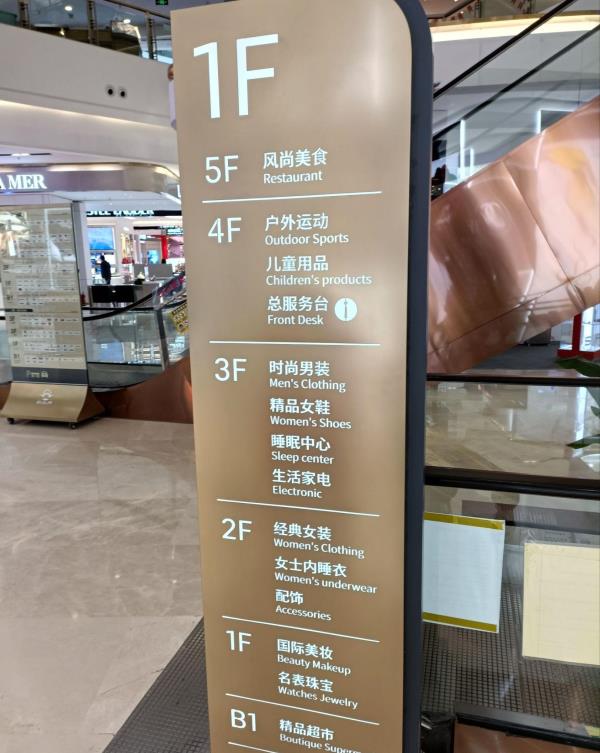 1F
5F 风尚美食
Restaurant
4F 户外运动
Outdoor Sports
儿童用品
Children's products
总服务台
Front Desk
3F 时尚男装
Men's Clothing
精品女鞋
Women's Shoes
睡眠中心
Sleep center
生活家电
Electronic
2F 经典女装
Women's Clothing
女士内睡衣
Women's underwear
配饰
Accessories
1F 国际美妆
Beauty Makeup
名表珠宝
Watches Jewelry
B1 精品超市
Boutique
A MER